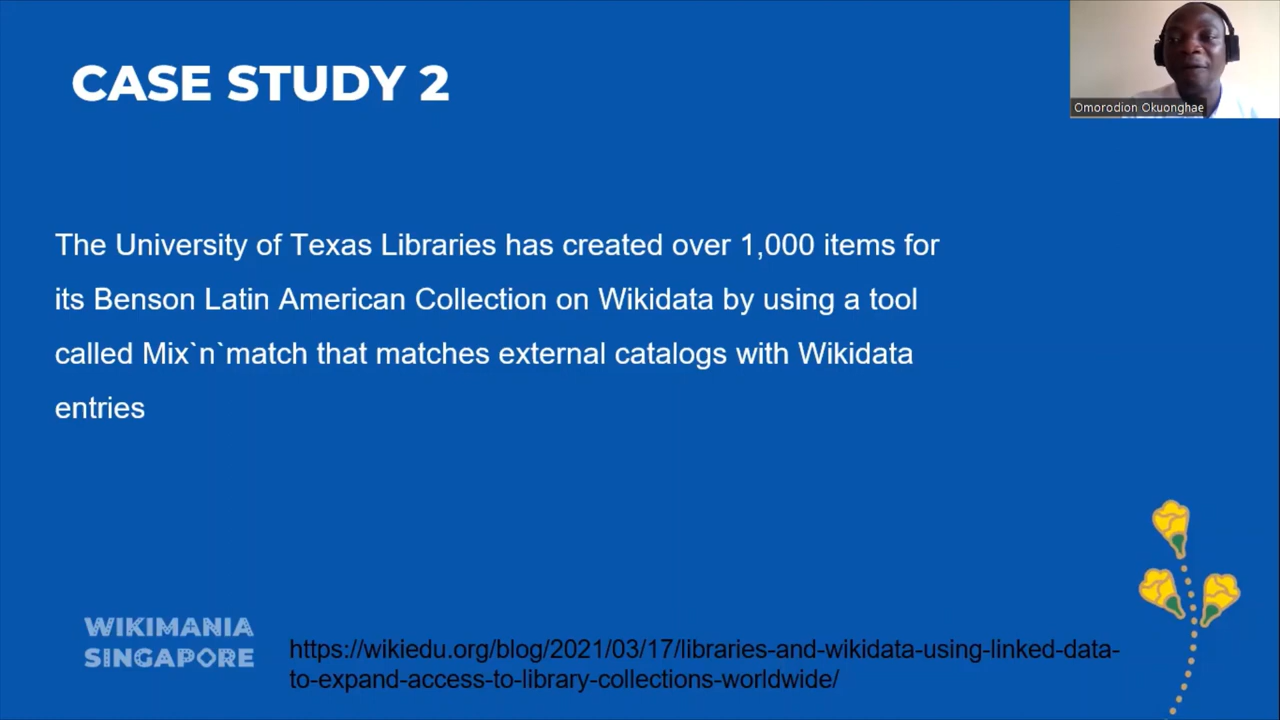 CASE STUDY 2
Omorodion Okuonghae
The University of Texas Libraries has created over 1,000 items for
its Benson Latin American Collection on Wikidata by using a tool
called Mix`n`match that matches external catalogs with Wikidata
entries
WIKIMANIA
SINGAPORE
https://wikiedu.org/blog/2021/03/17/libraries-and-wikidata-using-linked-data-
to-expand-access-to-library-collections-worldwide/